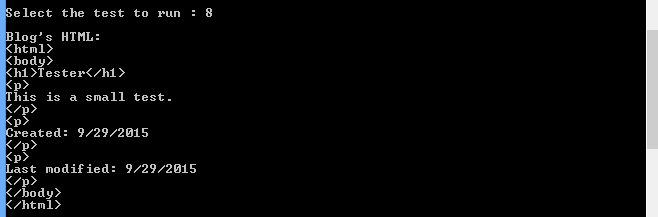 Select the test to run : 8
Blog's HTML:
<html>
<body>
<h1>Tester</h1>
<p>
This is a small test.
</p>
<p>
Created: 9/29/2015
</p>
<p>
Last modified: 9/29/2015
</p>
</body>
</html>